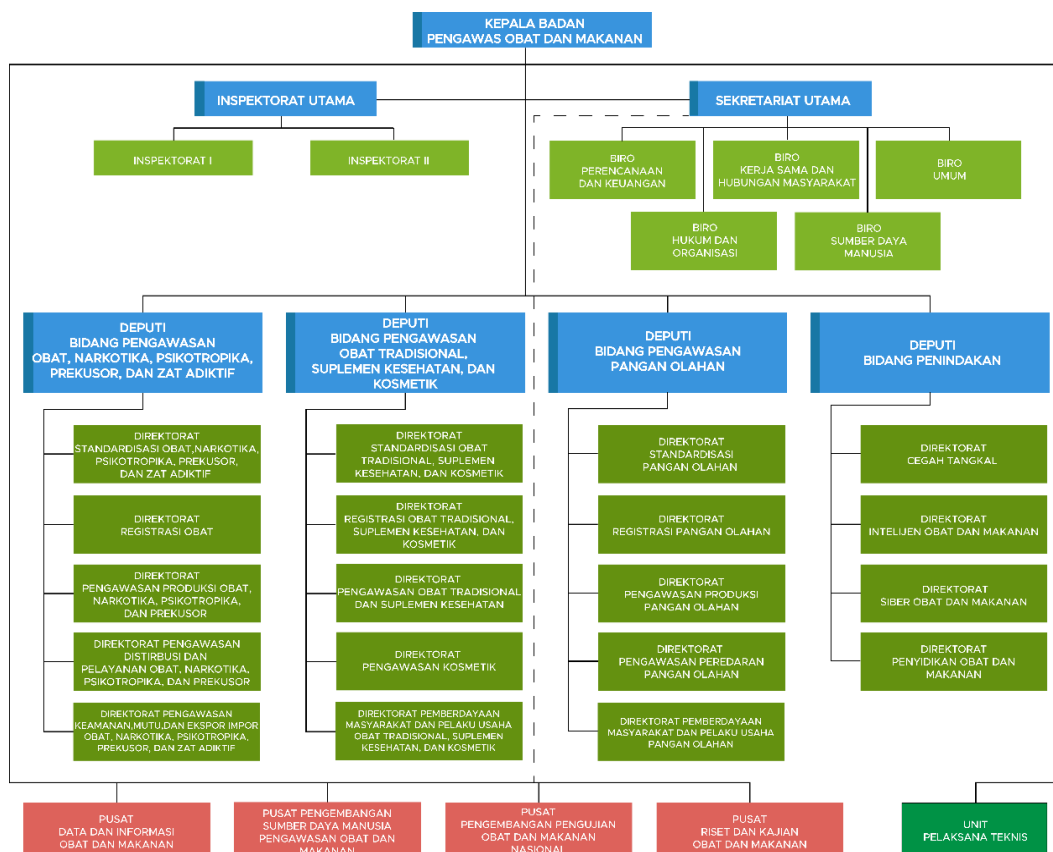 KEPALA BADAN
PENGAWAS OBAT DAN MAKANAN
INSPEKTORAT UTAMA
SEKRETARIAT UTAMA
INSPEKTORAT I
INSPEKTORAT II
BIRO
PERENCANAAN
DAN KEUANGAN
BIRO
KERJA SAMA DAN
HUBUNGAN MASYARAKAT
BIRO
UMUM
BIRO
HUKUM DAN
ORGANISASI
BIRO
SUMBER DAYA
MANUSIA
DEPUTI
BIDANG PENGAWASAN
OBAT, NARKOTIKA, PSIKOTROPIKA,
PREKUSOR, DAN ZAT ADIKTIF
DEPUTI
BIDANG PENGAWASAN
OBAT TRADISIONAL,
SUPLEMEN KESEHATAN, DAN
KOSMETIK
DEPUTI
BIDANG PENGAWASAN
PANGAN OLAHAN
DEPUTI
BIDANG PENINDAKAN
DIREKTORAT
STANDARDISASI OBAT,NARKOTIKA,
PSIKOTROPIKA, PREKUSOR,
DAN ZAT ADIKTIF
DIREKTORAT
REGISTRASI OBAT
DIREKTORAT
PENGAWASAN PRODUKSI OBAT,
NARKOTIKA, PSIKOTROPIKA,
DAN PREKUSOR
DIREKTORAT PENGAWASAN
DISTIRBUSI DAN
PELAYANAN OBAT, NARKOTIKA,
PSIKOTROPIKA, DAN PREKUSOR
DIREKTORAT PENGAWASAN
KEAMANAN,MUTU,DAN EKSPOR IMPOR
OBAT, NARKOTIKA, PSIKOTROPIKA,
PREKUSOR, DAN ZAT ADIKTIF
DIREKTORAT
STANDARDISASI OBAT
TRADISIONAL, SUPLEMEN
KESEHATAN, DAN KOSMETIK
DIREKTORAT
REGISTRASI OBAT TRADISIONAL,
SUPLEMEN KESEHATAN, DAN
KOSMETIK
DIREKTORAT
PENGAWASAN OBAT TRADISIONAL
DAN SUPLEMEN KESEHATAN
DIREKTORAT
PENGAWASAN KOSMETIK
DIREKTORAT PEMBERDAYAAN
MASYARAKAT DAN PELAKU USAHA
OBAT TRADISIONAL, SUPLEMEN
KESEHATAN, DAN KOSMETIK
DIREKTORAT
STANDARDISASI
PANGAN OLAHAN
DIREKTORAT
REGISTRASI PANGAN OLAHAN
DIREKTORAT
PENGAWASAN PRODUKSI
PANGAN OLAHAN
DIREKTORAT
PENGAWASAN PEREDARAN
PANGAN OLAHAN
DIREKTORAT PEMBERDAYAAN
MASYARAKAT DAN PELAKU USAHA
PANGAN OLAHAN
DIREKTORAT
CEGAH TANGKAL
DIREKTORAT
INTELIJEN OBAT DAN MAKANAN
DIREKTORAT
SIBER OBAT DAN MAKANAN
DIREKTORAT
PENYIDIKAN OBAT DAN
MAKANAN
PUSAT
DATA DAN INFORMASI
OBAT DAN MAKANAN
PUSAT PENGEMBANGAN
SUMBER DAYA MANUSIA
PENGAWASAN OBAT DAN
MAKANAN
PUSAT
PENGEMBANGAN PENGUJIAN
OBAT DAN MAKANAN
NASIONAL
PUSAT
RISET DAN KAJIAN
OBAT DAN MAKANAN
UNIT
PELAKSANA TEKNIS